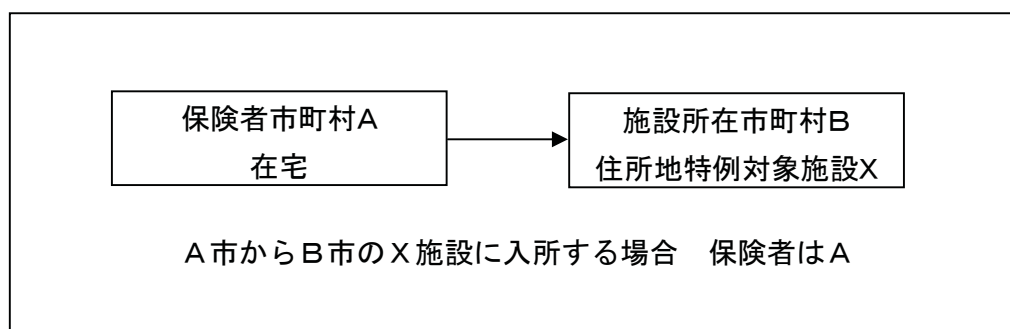 保険者市町村A
在宅
施設所在市町村B
住所地特例対象施設X
A市からB市のX施設に入所する場合　保険者はA